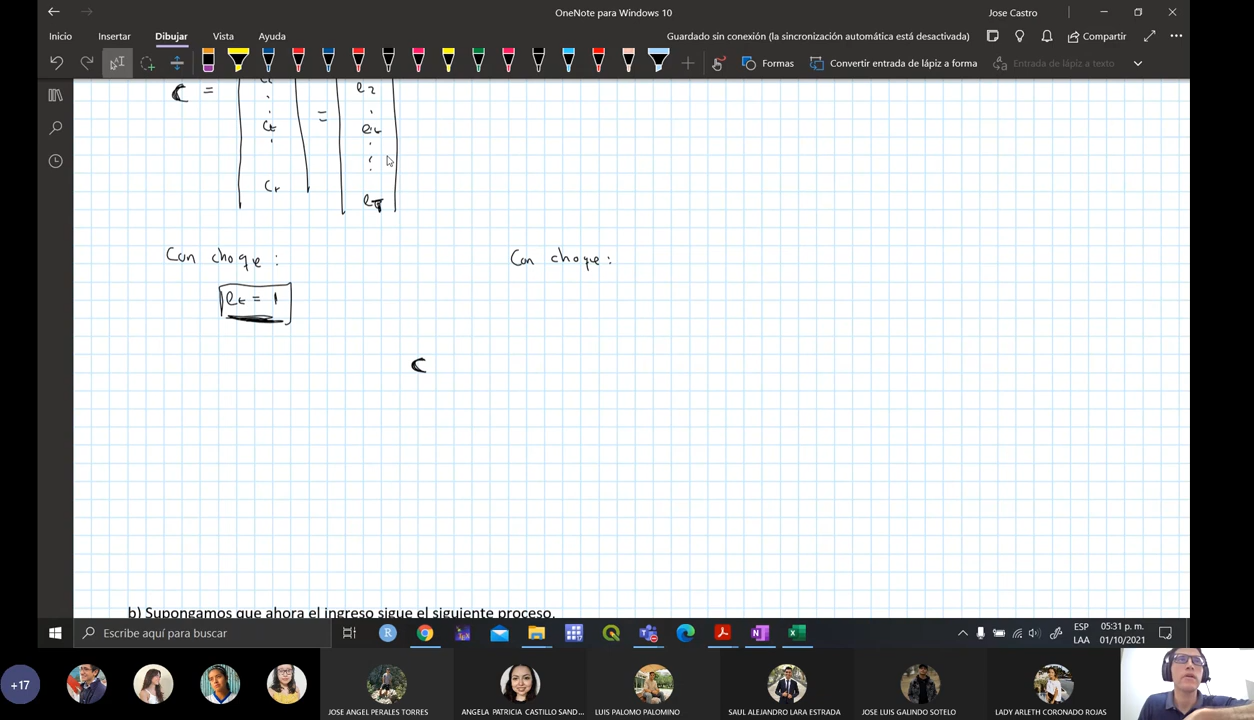 OneNote para Windows 10
Jose Castro
Inicio Insertar Dibujar Vista Ayuda
Guardado sin conexión (la sincronización automática está desactivada)
Compartir
Formas
Convertir entrada de lápiz a forma
Entrada de lápiz a texto
C =
=
e2
Ct
et
Cr
eT
Con choque :
Con choque :
et = 1
C
b) Supongamos que ahora el ingreso sigue el siguiente proceso.
Escribe aquí para buscar
ESP
LAA
05:31 p. m.
01/10/2021
+17
JOSE ANGEL PERALES TORRES
ANGELA PATRICIA CASTILLO SAND...
LUIS PALOMO PALOMINO
SAUL ALEJANDRO LARA ESTRADA
JOSE LUIS GALINDO SOTELO
LADY ARLETH CORONADO ROJAS